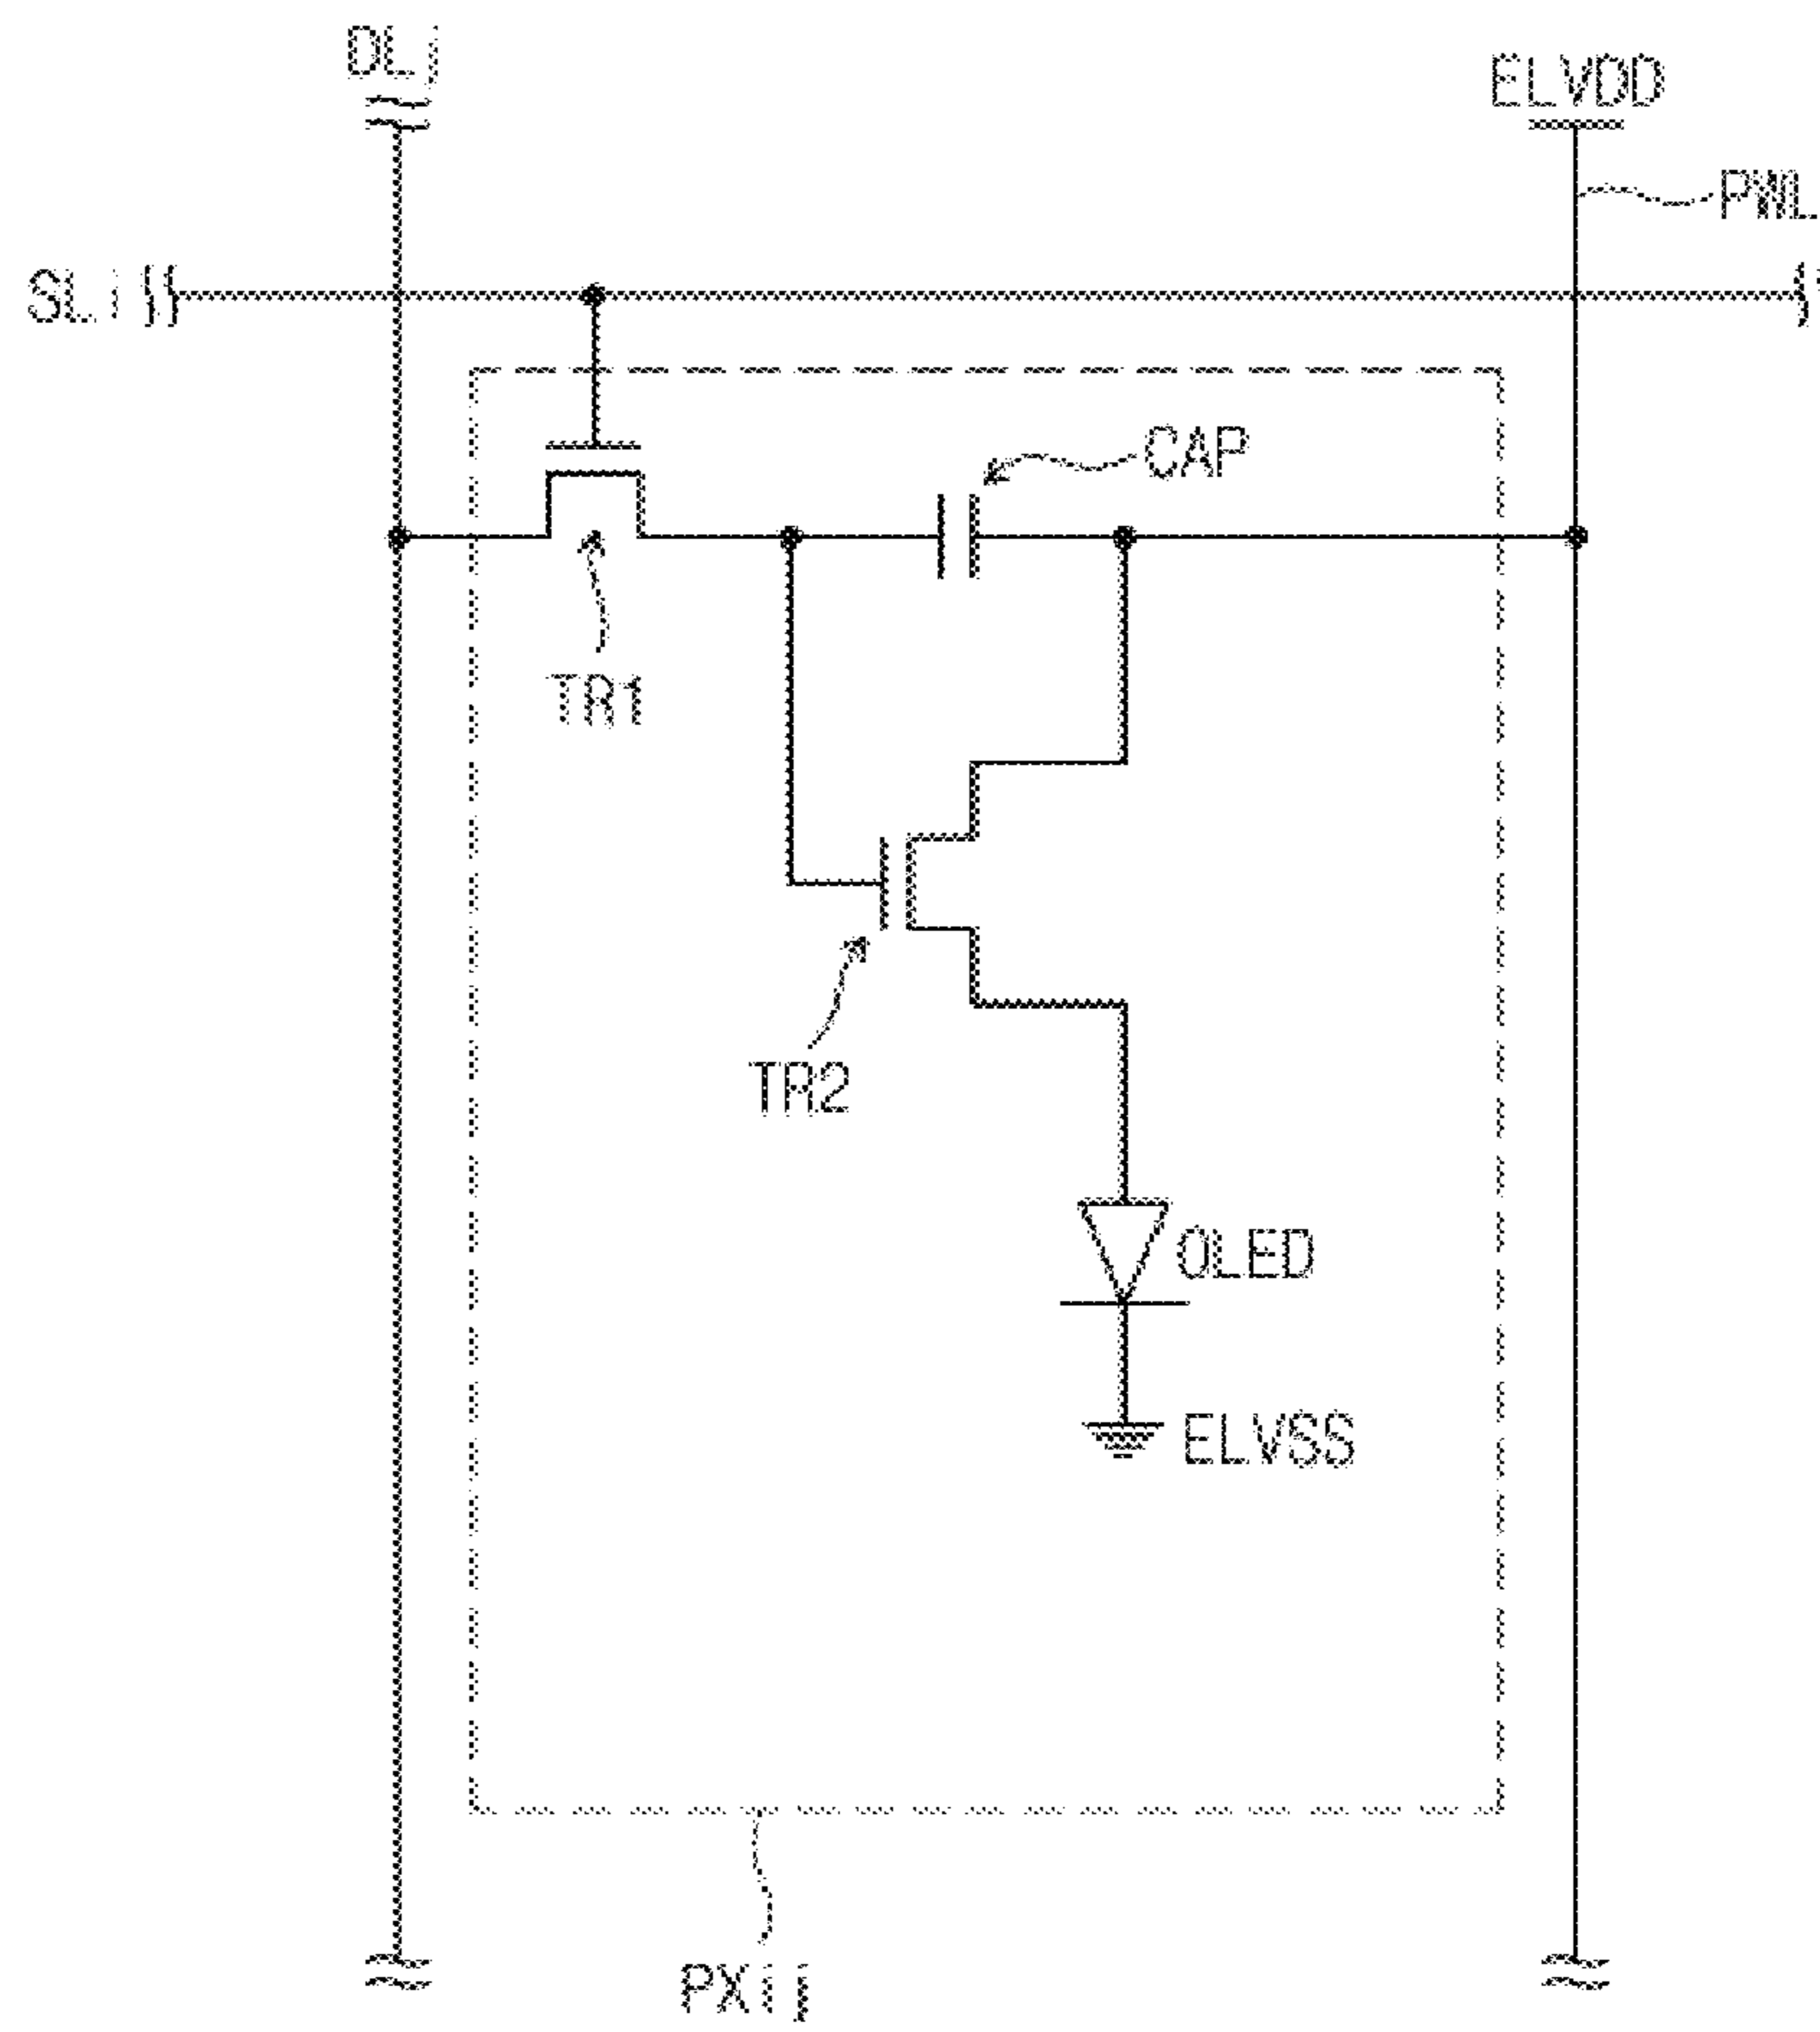 DLj
ELVDD
PWL
SLi
CAP
TR1
TR2
OLED
ELVSS
PXij